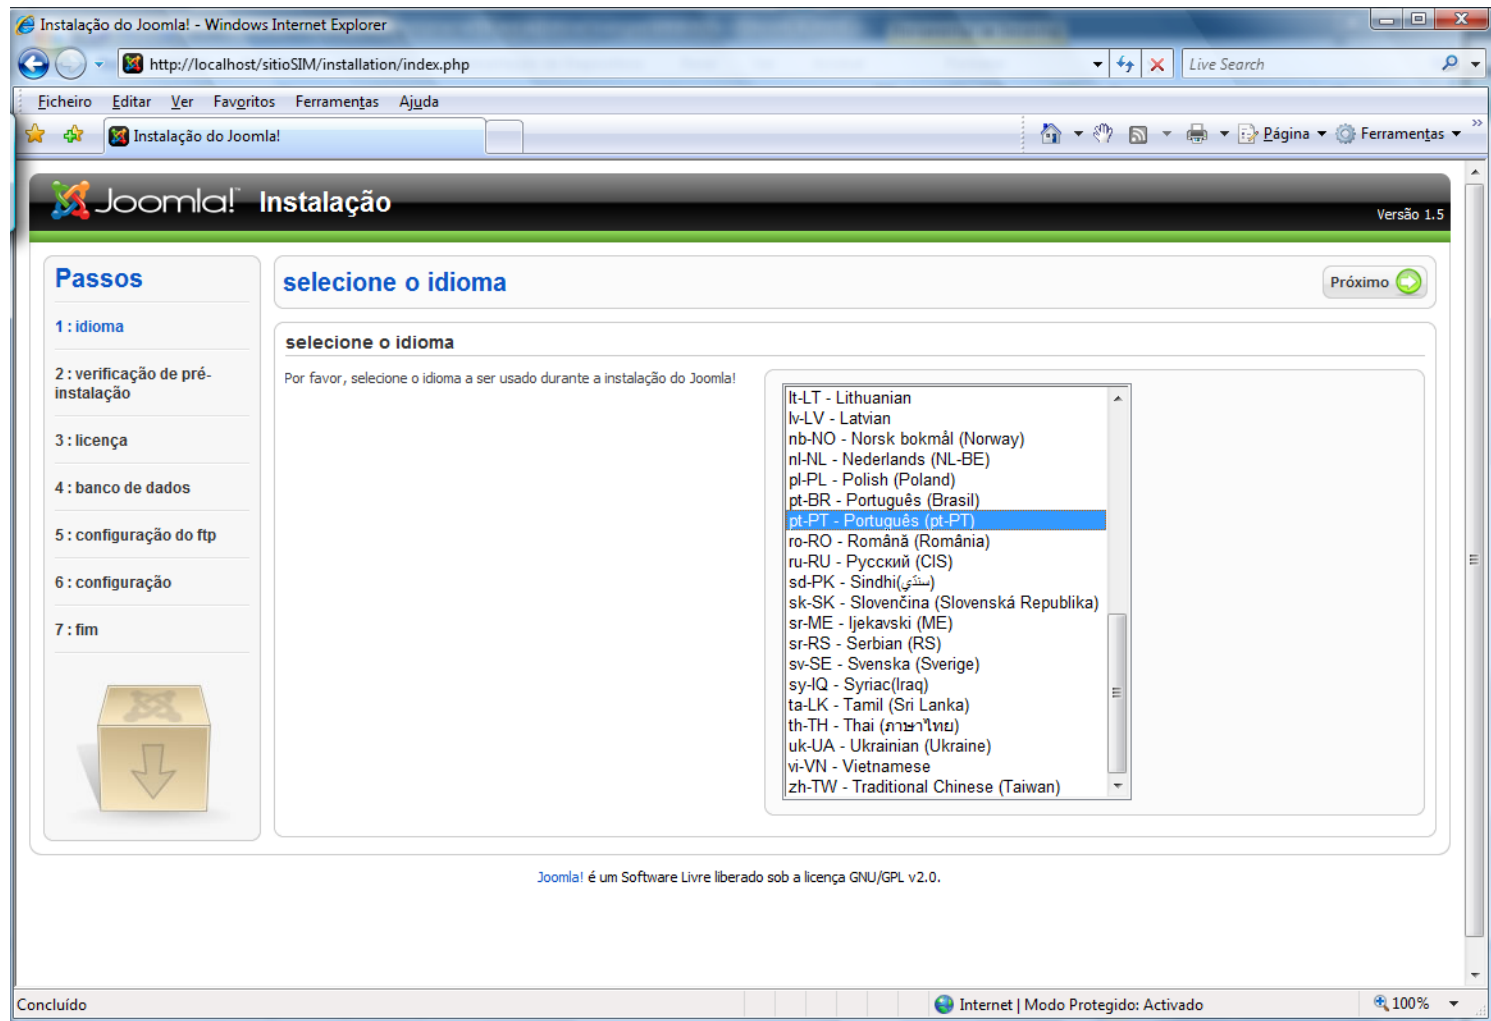 Instalação do Joomla! - Windows Internet Explorer
http://localhost/sitioSIM/installation/index.php
Live Search
Ficheiro Editar Ver Favoritos Ferramentas Ajuda
Instalação do Joomla!
Página Ferramentas
Joomla! Instalação
Versão 1.5
Passos
1 : idioma
2 : verificação de pré-
instalação
3 : licença
4 : banco de dados
5 : configuração do ftp
6 : configuração
7 : fim
selecione o idioma
Próximo
selecione o idioma
Por favor, selecione o idioma a ser usado durante a instalação do Joomla!
lt-LT - Lithuanian
lv-LV - Latvian
nb-NO - Norsk bokmål (Norway)
nl-NL - Nederlands (NL-BE)
pl-PL - Polish (Poland)
pt-BR - Português (Brasil)
pt-PT - Português (pt-PT)
ro-RO - Română (România)
ru-RU - Русский (CIS)
sd-PK - Sindhi(سنڌي)
sk-SK - Slovenčina (Slovenská Republika)
sr-ME - Ijekavski (ME)
sr-RS - Serbian (RS)
sv-SE - Svenska (Sverige)
sy-IQ - Syriac(Iraq)
ta-LK - Tamil (Sri Lanka)
th-TH - Thai (ภาษาไทย)
uk-UA - Ukrainian (Ukraine)
vi-VN - Vietnamese
zh-TW - Traditional Chinese (Taiwan)
Joomla! é um Software Livre liberado sob a licença GNU/GPL v2.0.
Concluído
Internet | Modo Protegido: Activado
100%